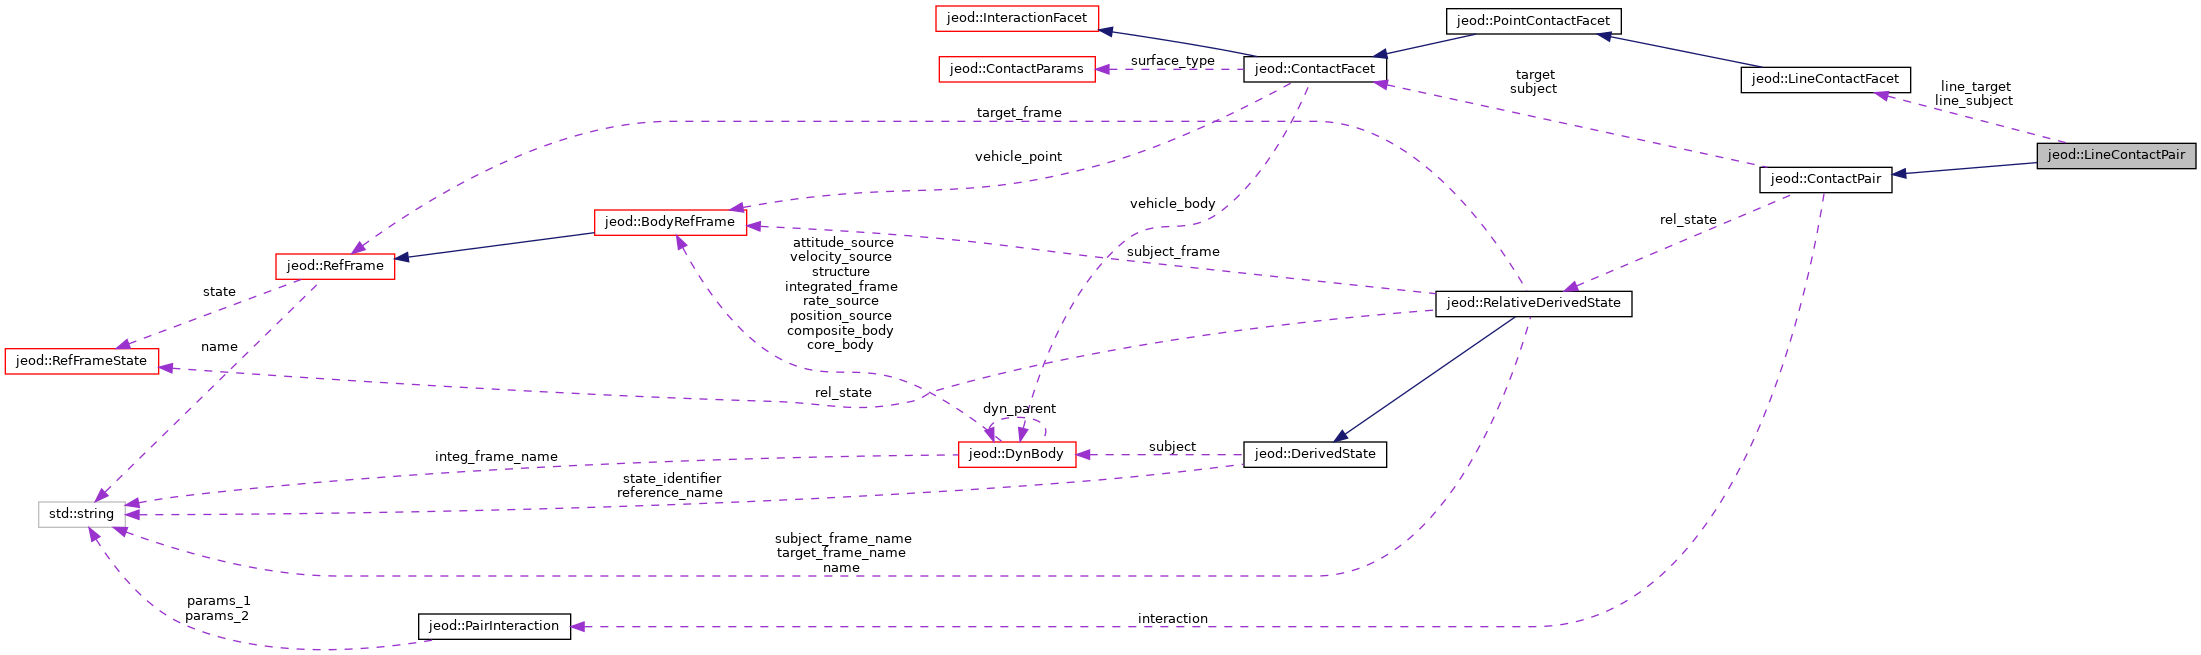 jeod::InteractionFacet
jeod::PointContactFacet
jeod::ContactParams
surface_type
jeod::ContactFacet
target
subject
jeod::LineContactFacet
line_target
line_subject
target_frame
vehicle_point
jeod::LineContactPair
jeod::ContactPair
vehicle_body
rel_state
jeod::BodyRefFrame
attitude_source
velocity_source
structure
integrated_frame
rate_source
position_source
composite_body
core_body
subject_frame
jeod::RefFrame
state
jeod::RelativeDerivedState
name
jeod::RefFrameState
rel_state
dyn_parent
integ_frame_name
jeod::DynBody
subject
jeod::DerivedState
state_identifier
reference_name
std::string
subject_frame_name
target_frame_name
name
params_1
params_2
jeod::PairInteraction
interaction